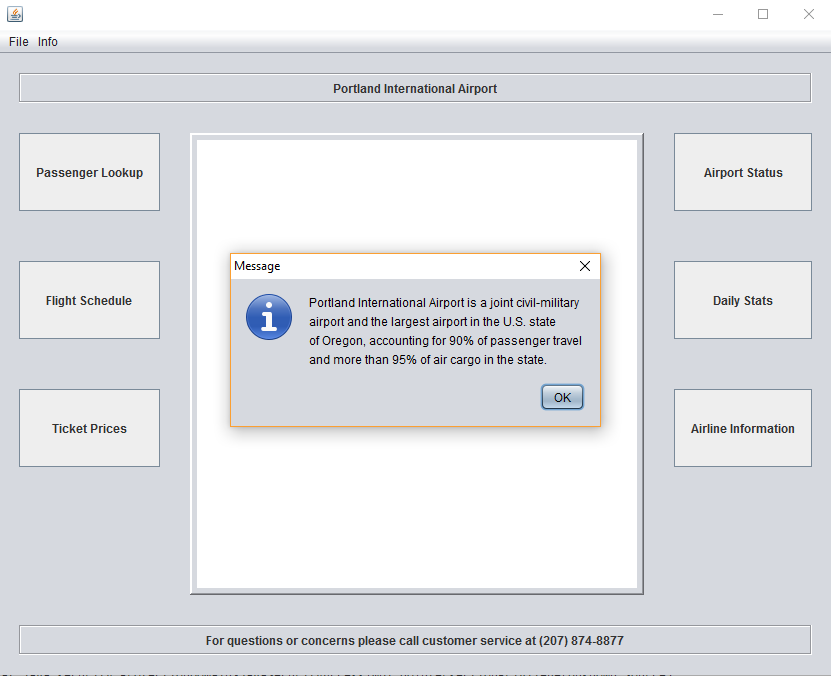 File Info
Portland International Airport
Passenger Lookup
Airport Status
Message
Portland International Airport is a joint civil-military
airport and the largest airport in the U.S. state
of Oregon, accounting for 90% of passenger travel
and more than 95% of air cargo in the state.
OK
Flight Schedule
Daily Stats
Ticket Prices
Airline Information
For questions or concerns please call customer service at (207) 874-8877